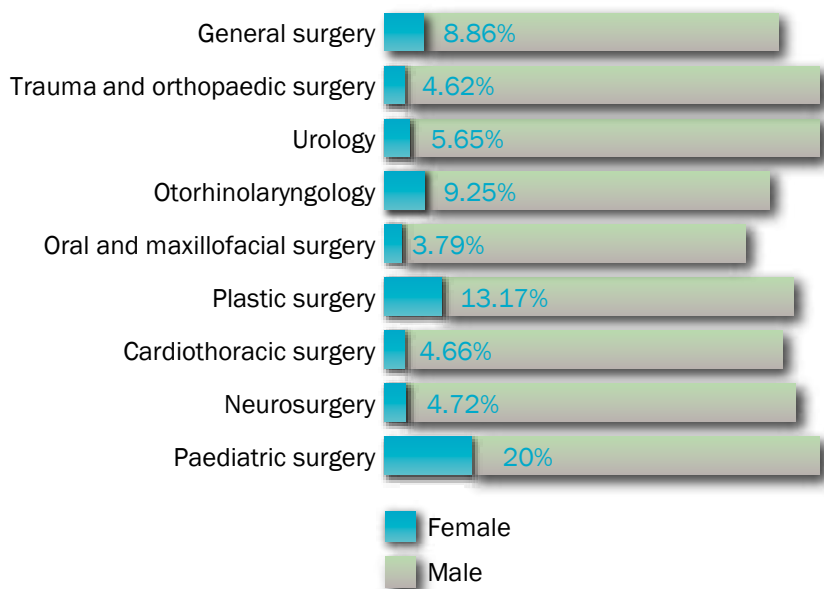 General surgery 8.86%
Trauma and orthopaedic surgery 4.62%
Urology 5.65%
Otorhinolaryngology 9.25%
Oral and maxillofacial surgery 3.79%
Plastic surgery 13.17%
Cardiothoracic surgery 4.66%
Neurosurgery 4.72%
Paediatric surgery 20%
Female
Male